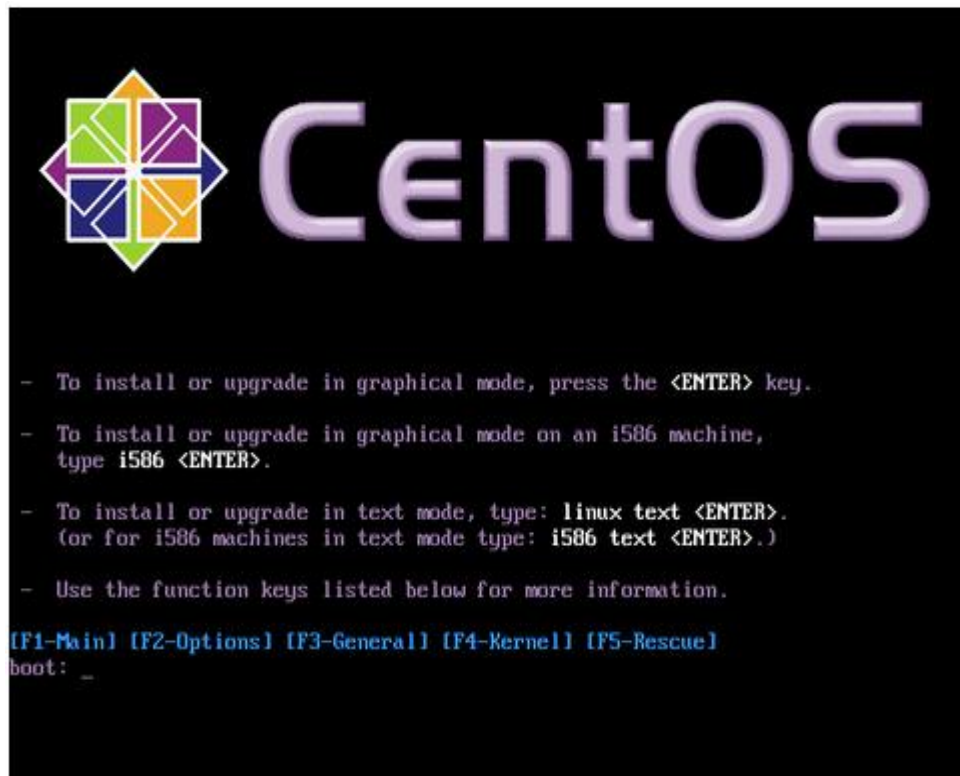 CentOS
- To install or upgrade in graphical mode, press the <ENTER> key.
- To install or upgrade in graphical mode on an i586 machine,
type i586 <ENTER>.
- To install or upgrade in text mode, type: linux text <ENTER>.
(or for i586 machines in text mode type: i586 text <ENTER>.)
- Use the function keys listed below for more information.
[F1-Main] [F2-Options] [F3-General] [F4-Kernel] [F5-Rescue]
boot: _